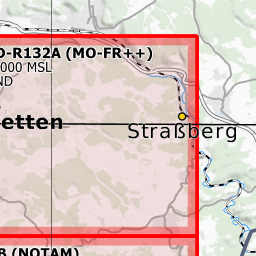 D-R132A (MO-FR++)
000 MSL
ND
etten
Straßberg
B (NOTAM)